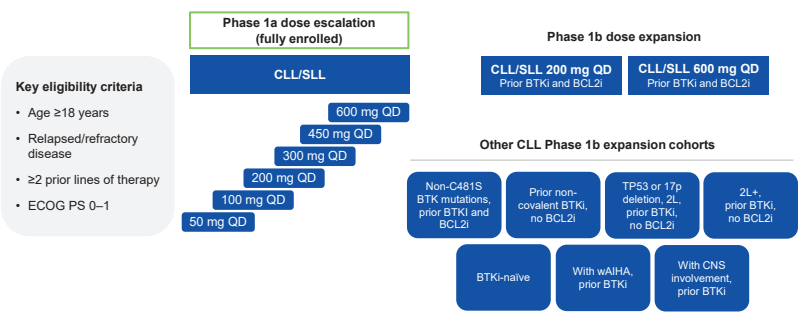 Phase 1a dose escalation
(fully enrolled)
CLL/SLL
Key eligibility criteria
• Age ≥18 years
• Relapsed/refractory
disease
• ≥2 prior lines of therapy
• ECOG PS 0–1
600 mg QD
450 mg QD
300 mg QD
200 mg QD
100 mg QD
50 mg QD
Phase 1b dose expansion
CLL/SLL 200 mg QD
Prior BTKi and BCL2i
CLL/SLL 600 mg QD
Prior BTKi and BCL2i
Other CLL Phase 1b expansion cohorts
Non-C481S
BTK mutations,
prior BTKI and
BCL2i
Prior non-
covalent BTKi,
no BCL2i
TP53 or 17p
deletion, 2L,
prior BTKi,
no BCL2i
2L+,
prior BTKi,
no BCL2i
BTKi-naïve
With wAIHA,
prior BTKi
With CNS
involvement,
prior BTKi